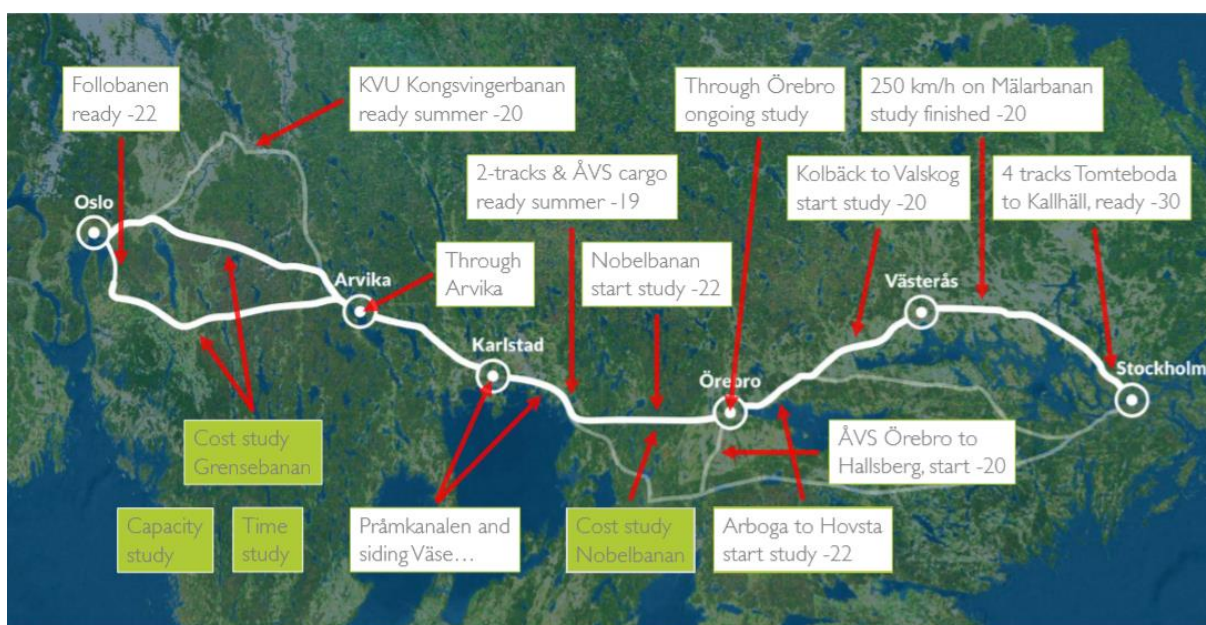 Follobanen
ready -22
KVU Kongsvingerbanan
ready summer -20
Through Örebro
ongoing study
250 km/h on Mälarbanan
study finished -20
2-tracks & ÅVS cargo
ready summer -19
Kolbäck to Valskog
start study -20
4 tracks Tomteboda
to Kallhäll, ready -30
Oslo
Through
Arvika
Nobelbanan
start study -22
Arvika
Västerås
Karlstad
Örebro
Stockholm
Cost study
Grensebanan
ÅVS Örebro to
Hallsberg, start -20
Capacity
study
Time
study
Pråmkanalen and
siding Väse...
Cost study
Nobelbanan
Arboga to Hovsta
start study -22